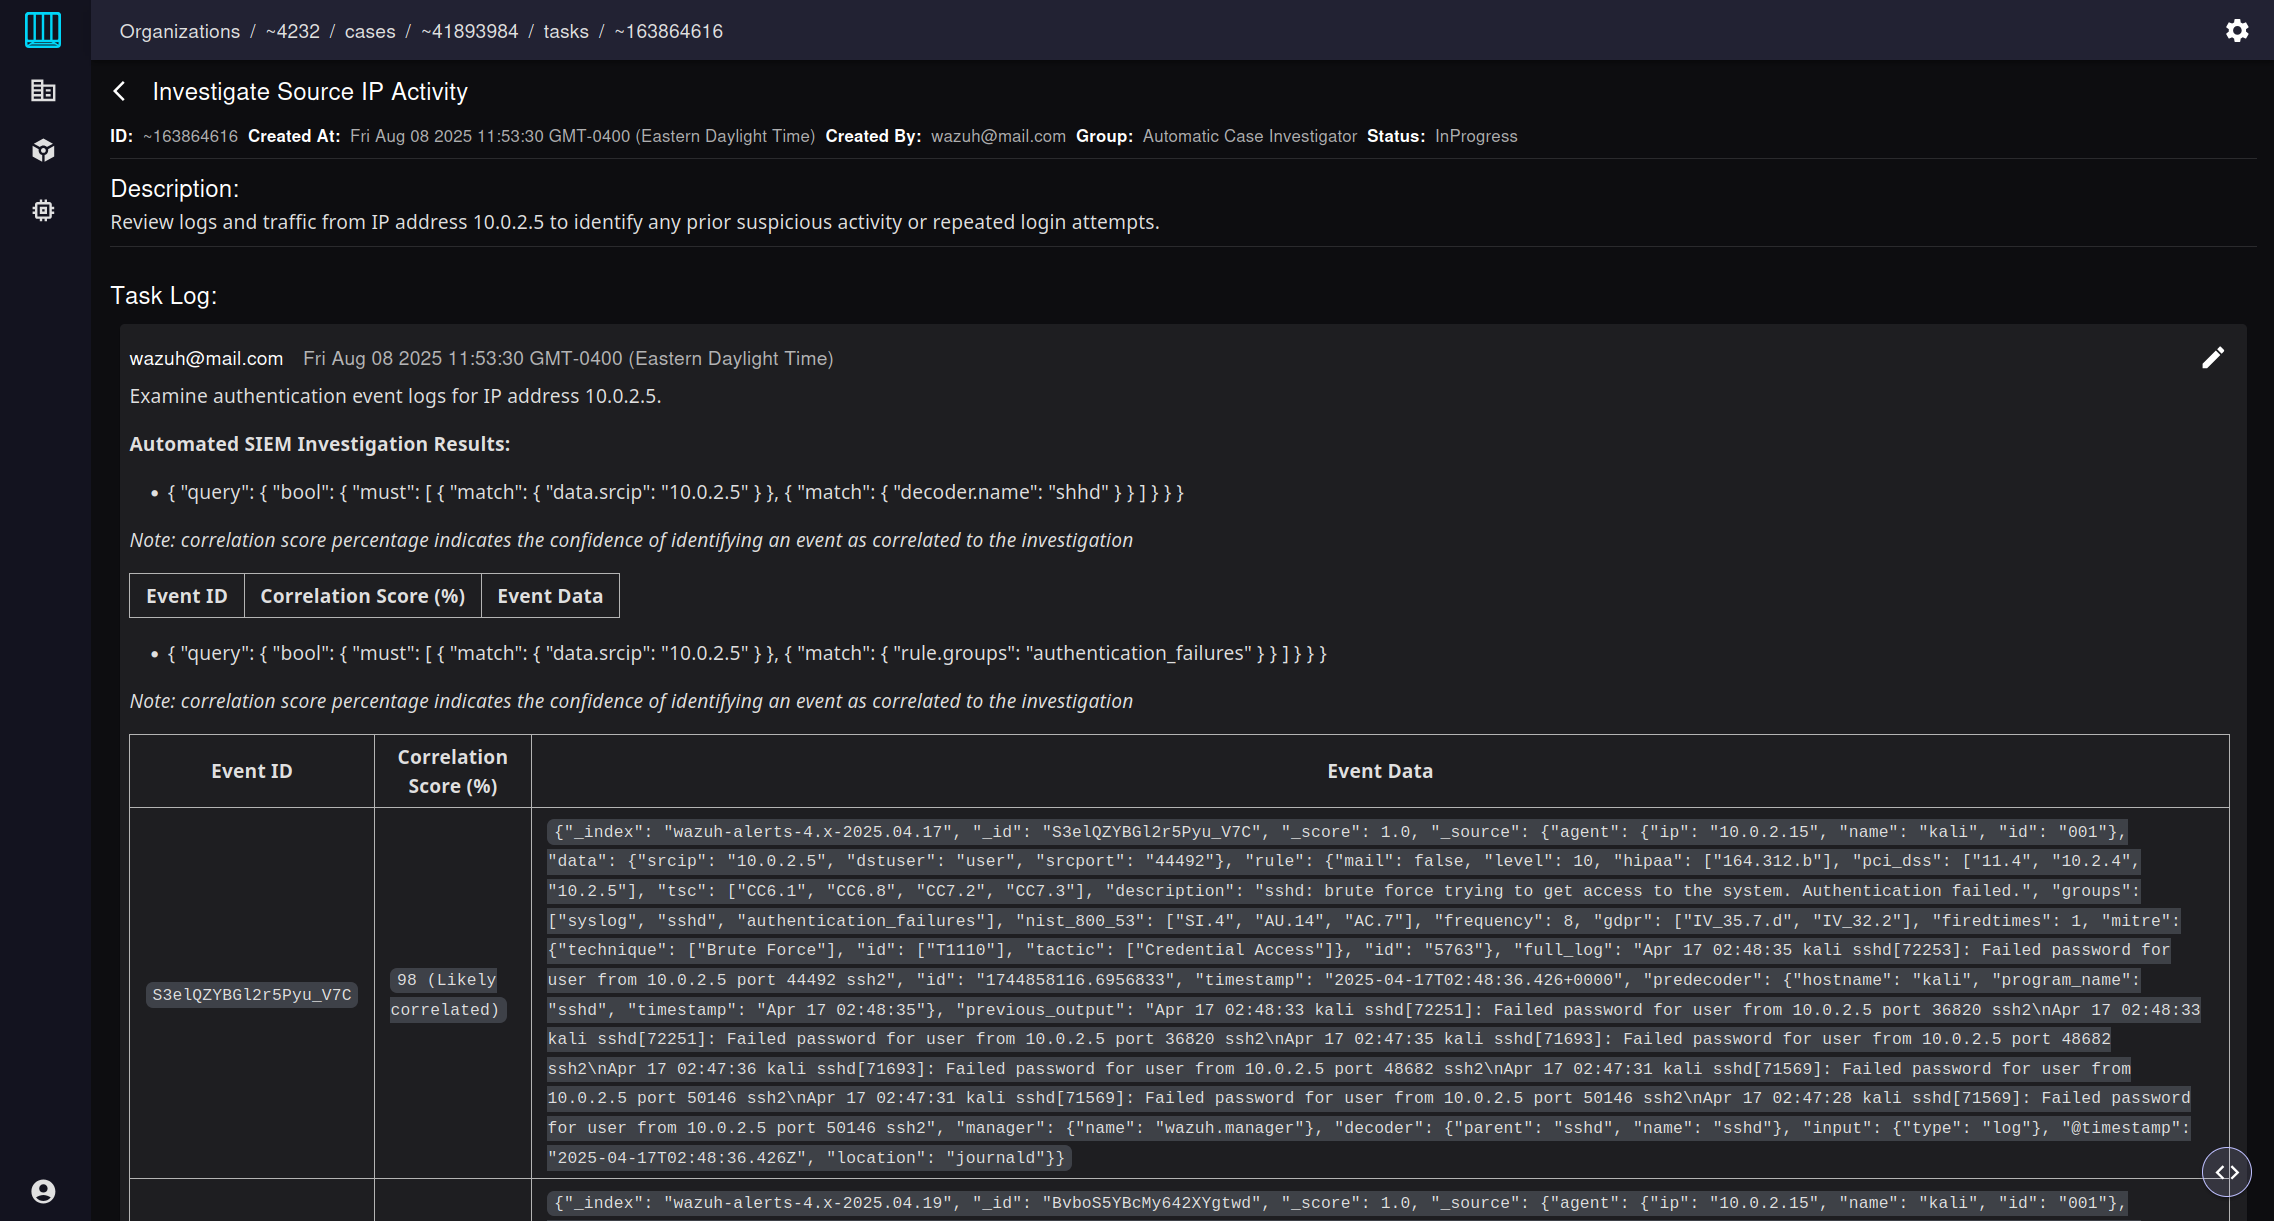 Organizations / ~4232 / cases / ~41893984 / tasks / ~163864616
Investigate Source IP Activity
ID: ~163864616 Created At: Fri Aug 08 2025 11:53:30 GMT-0400 (Eastern Daylight Time) Created By: wazuh@mail.com Group: Automatic Case Investigator Status: InProgress
Description:
Review logs and traffic from IP address 10.0.2.5 to identify any prior suspicious activity or repeated login attempts.
Task Log:
wazuh@mail.com Fri Aug 08 2025 11:53:30 GMT-0400 (Eastern Daylight Time)
Examine authentication event logs for IP address 10.0.2.5.
Automated SIEM Investigation Results:
• { "query": { "bool": { "must": [ { "match": { "data.srcip": "10.0.2.5" } }, { "match": { "decoder.name": "shhd" } } ] } } }
Note: correlation score percentage indicates the confidence of identifying an event as correlated to the investigation
Event ID Correlation Score (%) Event Data
• { "query": { "bool": { "must": [ { "match": { "data.srcip": "10.0.2.5" } }, { "match": { "rule.groups": "authentication_failures" } } ] } } }
Note: correlation score percentage indicates the confidence of identifying an event as correlated to the investigation
Event ID
Correlation
Score (%)
Event Data
S3elQZYBGl2r5Pyu_V7C
98 (Likely
correlated)
{"_index": "wazuh-alerts-4.x-2025.04.17", "_id": "S3elQZYBGl2r5Pyu_V7C", "_score": 1.0, "_source": {"agent": {"ip": "10.0.2.15", "name": "kali", "id": "001"},
"data": {"srcip": "10.0.2.5", "dstuser": "user", "srcport": "44492"}, "rule": {"mail": false, "level": 10, "hipaa": ["164.312.b"], "pci_dss": ["11.4", "10.2.4",
"10.2.5"], "tsc": ["CC6.1", "CC6.8", "CC7.2", "CC7.3"], "description": "sshd: brute force trying to get access to the system. Authentication failed.", "groups":
["syslog", "sshd", "authentication_failures"], "nist_800_53": ["SI.4", "AU.14", "AC.7"], "frequency": 8, "gdpr": ["IV_35.7.d", "IV_32.2"], "firedtimes": 1, "mitre":
{"technique": ["Brute Force"], "id": ["T1110"], "tactic": ["Credential Access"]}, "id": "5763"}, "full_log": "Apr 17 02:48:35 kali sshd[72253]: Failed password for
user from 10.0.2.5 port 44492 ssh2", "id": "1744858116.6956833", "timestamp": "2025-04-17T02:48:36.426+0000", "predecoder": {"hostname": "kali", "program_name":
"sshd", "timestamp": "Apr 17 02:48:35"}, "previous_output": "Apr 17 02:48:33 kali sshd[72251]: Failed password for user from 10.0.2.5 port 36820 ssh2\nApr 17 02:48:33
kali sshd[72251]: Failed password for user from 10.0.2.5 port 36820 ssh2\nApr 17 02:47:35 kali sshd[71693]: Failed password for user from 10.0.2.5 port 48682
ssh2\nApr 17 02:47:36 kali sshd[71693]: Failed password for user from 10.0.2.5 port 48682 ssh2\nApr 17 02:47:31 kali sshd[71569]: Failed password for user from
10.0.2.5 port 50146 ssh2\nApr 17 02:47:31 kali sshd[71569]: Failed password for user from 10.0.2.5 port 50146 ssh2\nApr 17 02:47:28 kali sshd[71569]: Failed password
for user from 10.0.2.5 port 50146 ssh2", "manager": {"name": "wazuh.manager"}, "decoder": {"parent": "sshd", "name": "sshd"}, "input": {"type": "log"}, "@timestamp":
"2025-04-17T02:48:36.426Z", "location": "journald"}}
{"_index": "wazuh-alerts-4.x-2025.04.19", "_id": "BvboS5YBcMy642XYgtwd", "_score": 1.0, "_source": {"agent": {"ip": "10.0.2.15", "name": "kali", "id": "001"},